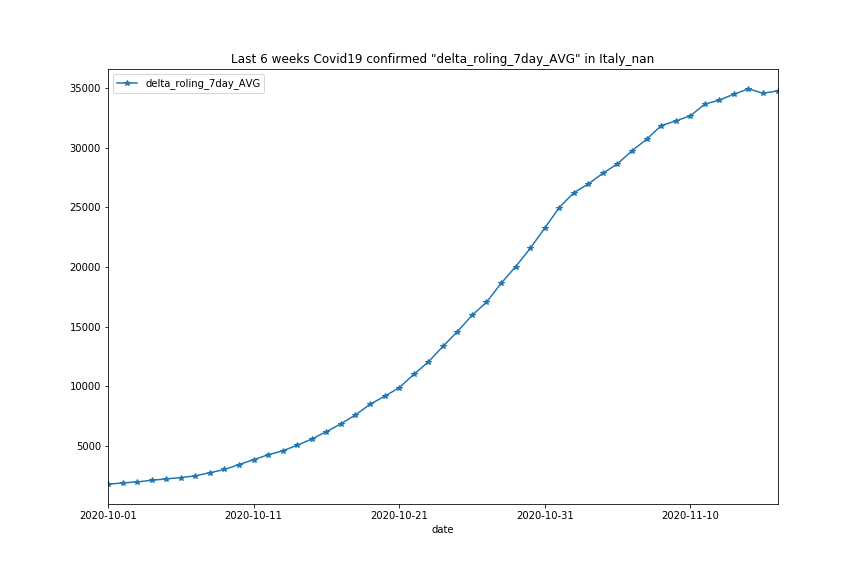 Last 6 weeks Covid19 confirmed "delta_roling_7day_AVG" in Italy_nan
delta_roling_7day_AVG
35000
30000
25000
20000
15000
10000
5000
2020-10-01 2020-10-11 2020-10-21 2020-10-31 2020-11-10
date